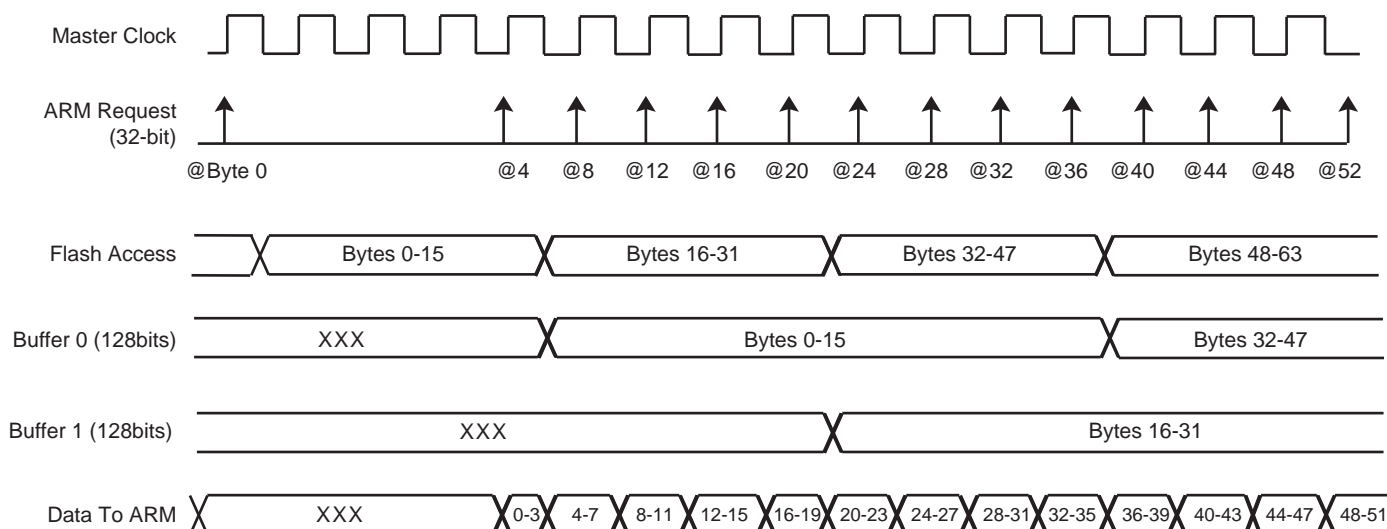 Master Clock
ARM Request
(32-bit)
@Byte 0 @4 @8 @12 @16 @20 @24 @28 @32 @36 @40 @44 @48 @52
Flash Access Bytes 0-15 Bytes 16-31 Bytes 32-47 Bytes 48-63
Buffer 0 (128bits) XXX Bytes 0-15 Bytes 32-47
Buffer 1 (128bits) XXX Bytes 16-31
Data To ARM XXX 0-3 4-7 8-11 12-15 16-19 20-23 24-27 28-31 32-35 36-39 40-43 44-47 48-51